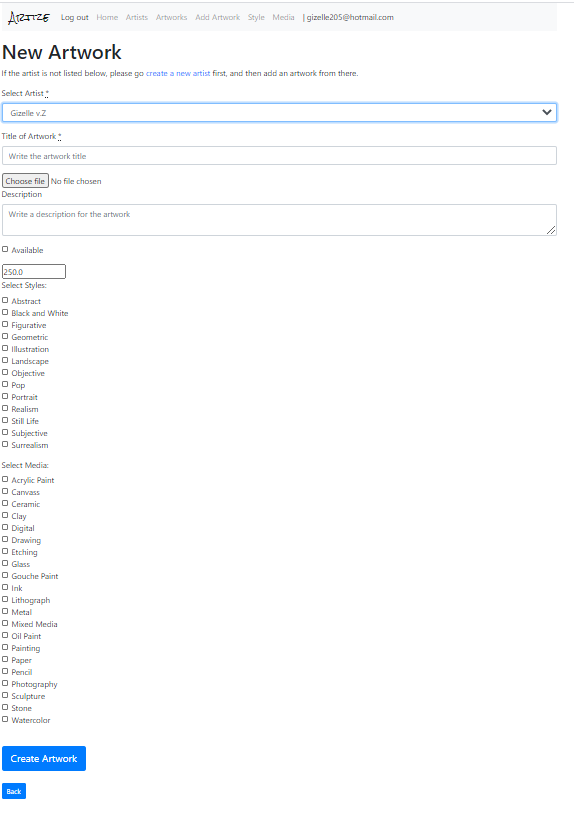 ARTIZE Log out Home Artists Artworks Add Artwork Style Media | gizelle205@hotmail.com
New Artwork
If the artist is not listed below, please go create a new artist first, and then add an artwork from there.
Select Artist *
Gizelle v.Z
Title of Artwork *
Write the artwork title
Choose file No file chosen
Description
Write a description for the artwork
Available
250.0
Select Styles:
Abstract
Black and White
Figurative
Geometric
Illustration
Landscape
Objective
Pop
Portrait
Realism
Still Life
Subjective
Surrealism
Select Media:
Acrylic Paint
Canvass
Ceramic
Clay
Digital
Drawing
Etching
Glass
Gouche Paint
Ink
Lithograph
Metal
Mixed Media
Oil Paint
Painting
Paper
Pencil
Photography
Sculpture
Stone
Watercolor
Create Artwork
Back